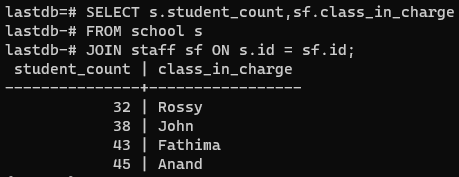 lastdb=# SELECT s.student_count,sf.class_in_charge
lastdb-# FROM school s
lastdb-# JOIN staff sf ON s.id = sf.id;
 student_count | class_in_charge
---------------+-----------------
            32 | Rossy
            38 | John
            43 | Fathima
            45 | Anand